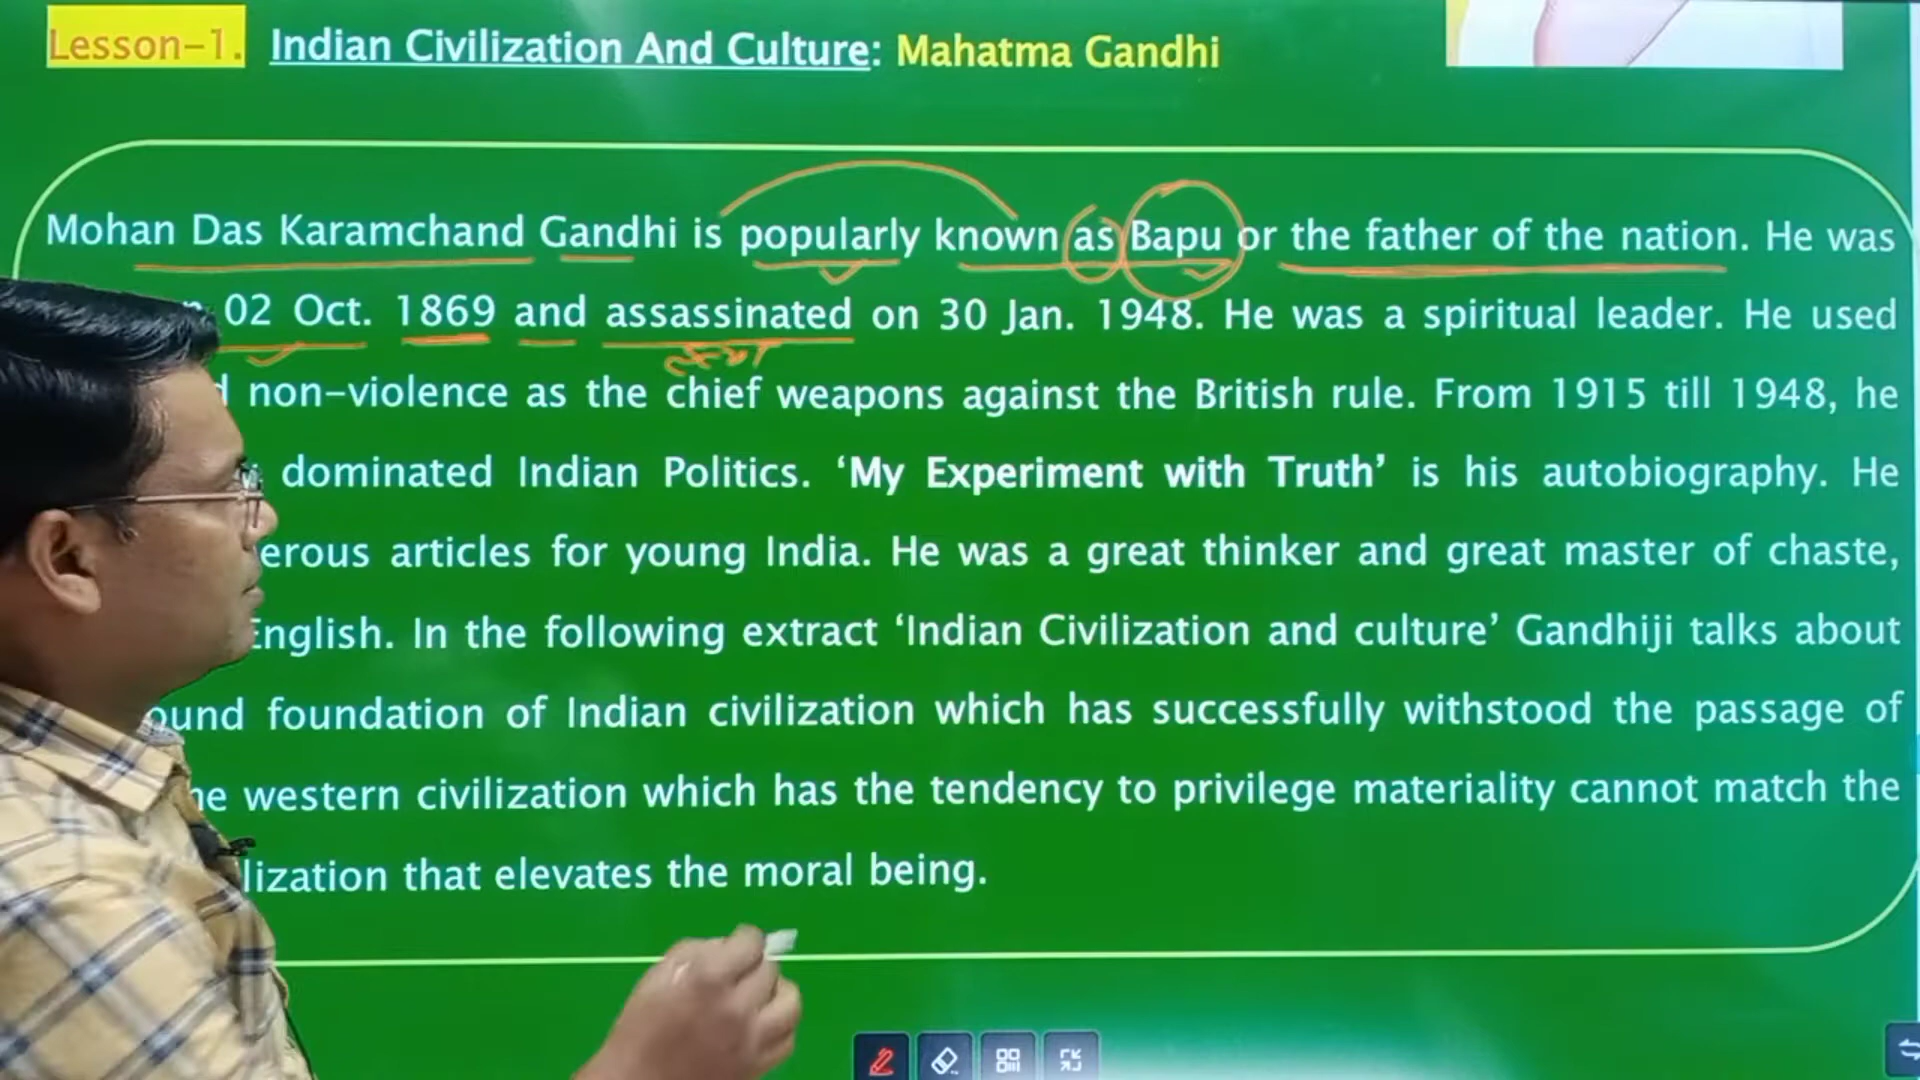 Lesson–1. Indian Civilization And Culture: Mahatma Gandhi
Mohan Das Karamchand Gandhi is popularly known as Bapu or the father of the nation. He was
02 Oct. 1869 and assassinated on 30 Jan. 1948. He was a spiritual leader. He used
non–violence as the chief weapons against the British rule. From 1915 till 1948, he
dominated Indian Politics. ‘My Experiment with Truth’ is his autobiography. He
articles for young India. He was a great thinker and great master of chaste,
English. In the following extract ‘Indian Civilization and culture’ Gandhiji talks about
foundation of Indian civilization which has successfully withstood the passage of
western civilization which has the tendency to privilege materiality cannot match the
that elevates the moral being.